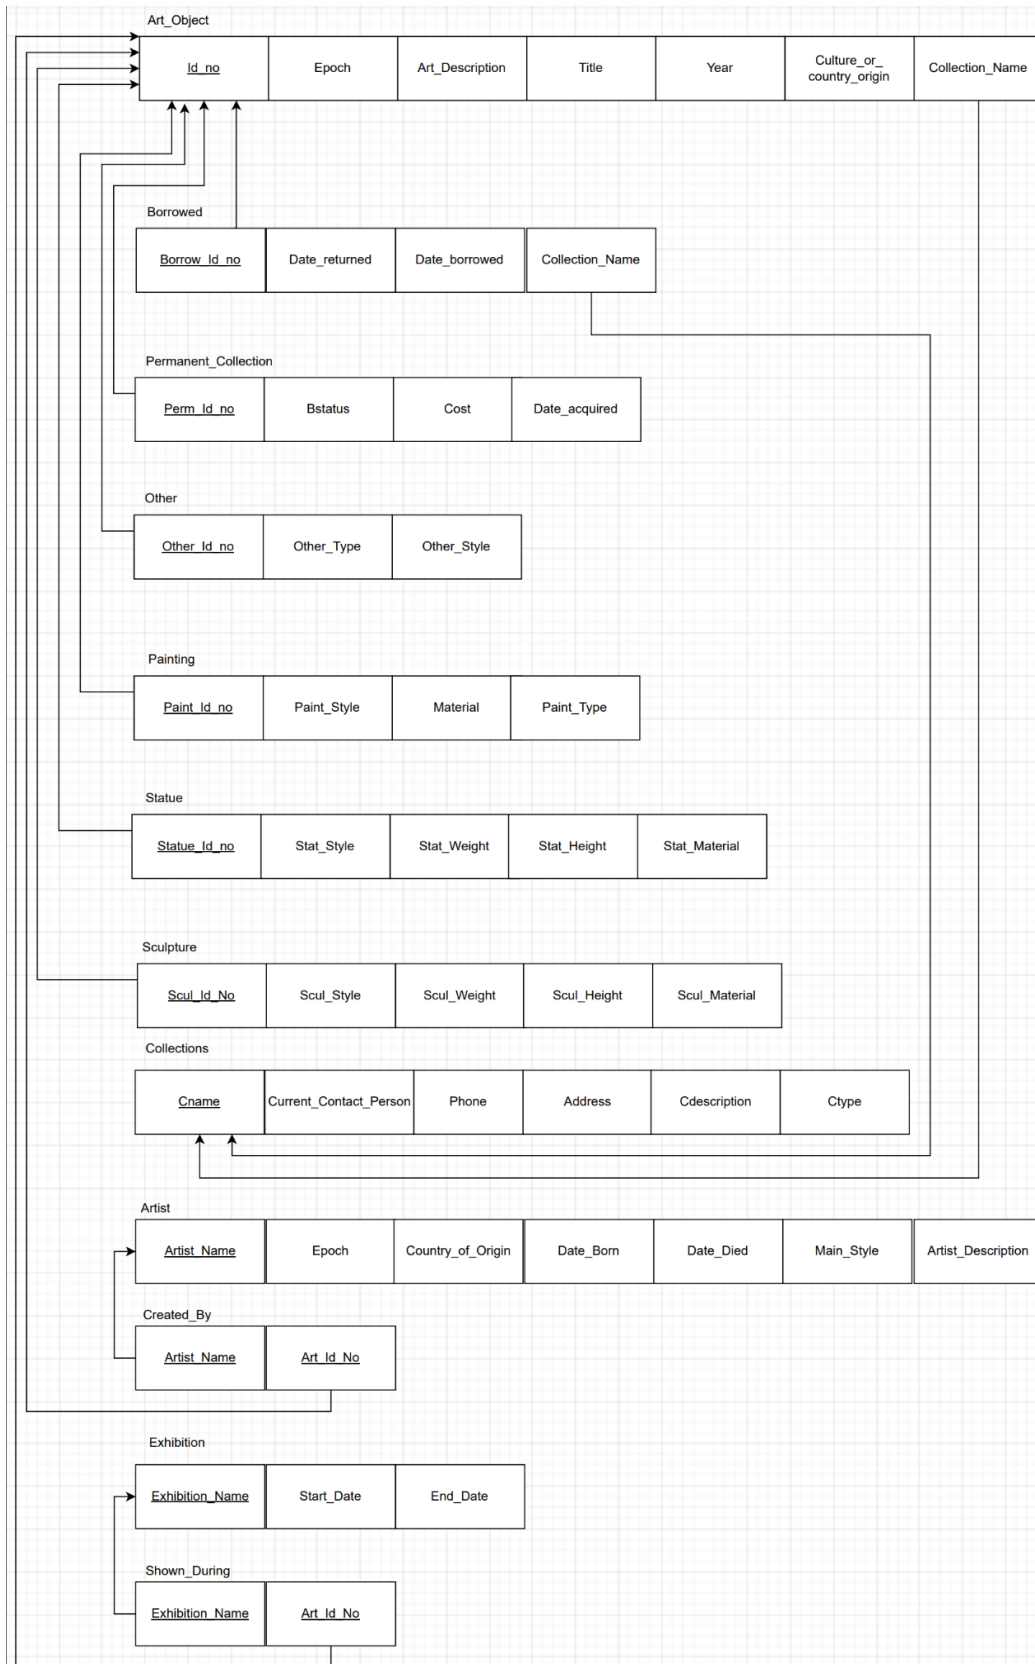 Art_Object
Id_no Epoch Art_Description Title Year Culture_or_ Collection_Name
country_origin
Borrowed
Borrow_Id_no Date_returned Date_borrowed Collection_Name
Permanent_Collection
Perm_Id_no Bstatus Cost Date_acquired
Other
Other_Id_no Other_Type Other_Style
Painting
Paint_Id_no Paint_Style Material Paint_Type
Statue
Statue_Id_no Stat_Style Stat_Weight Stat_Height Stat_Material
Sculpture
Scul_Id_No Scul_Style Scul_Weight Scul_Height Scul_Material
Collections
Cname Current_Contact_Person Phone Address Cdescription Ctype
Artist
Artist_Name Epoch Country_of_Origin Date_Born Date_Died Main_Style Artist_Description
Created_By
Artist_Name Art_Id_No
Exhibition
Exhibition_Name Start_Date End_Date
Shown_During
Exhibition_Name Art_Id_No